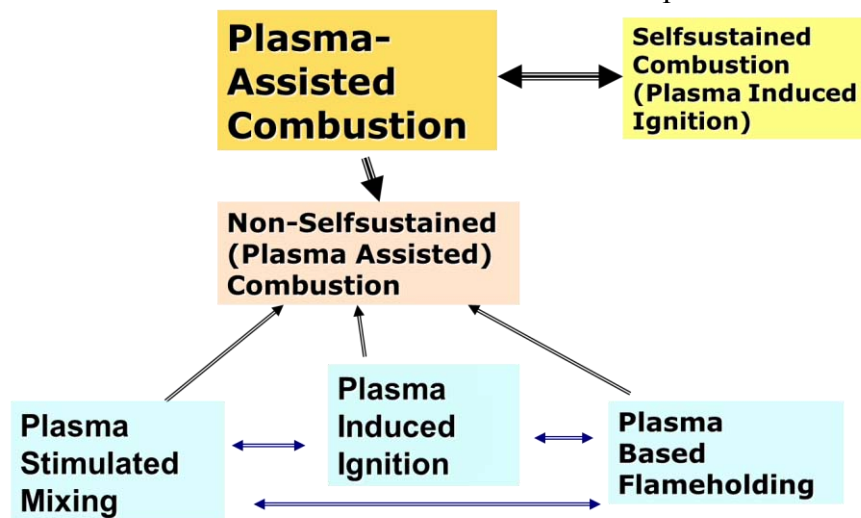 Plasma-
Assisted
Combustion
Selfsustained
Combustion
(Plasma Induced
Ignition)
Non-Selfsustained
(Plasma Assisted)
Combustion
Plasma
Stimulated
Mixing
Plasma
Induced
Ignition
Plasma
Based
Flameholding